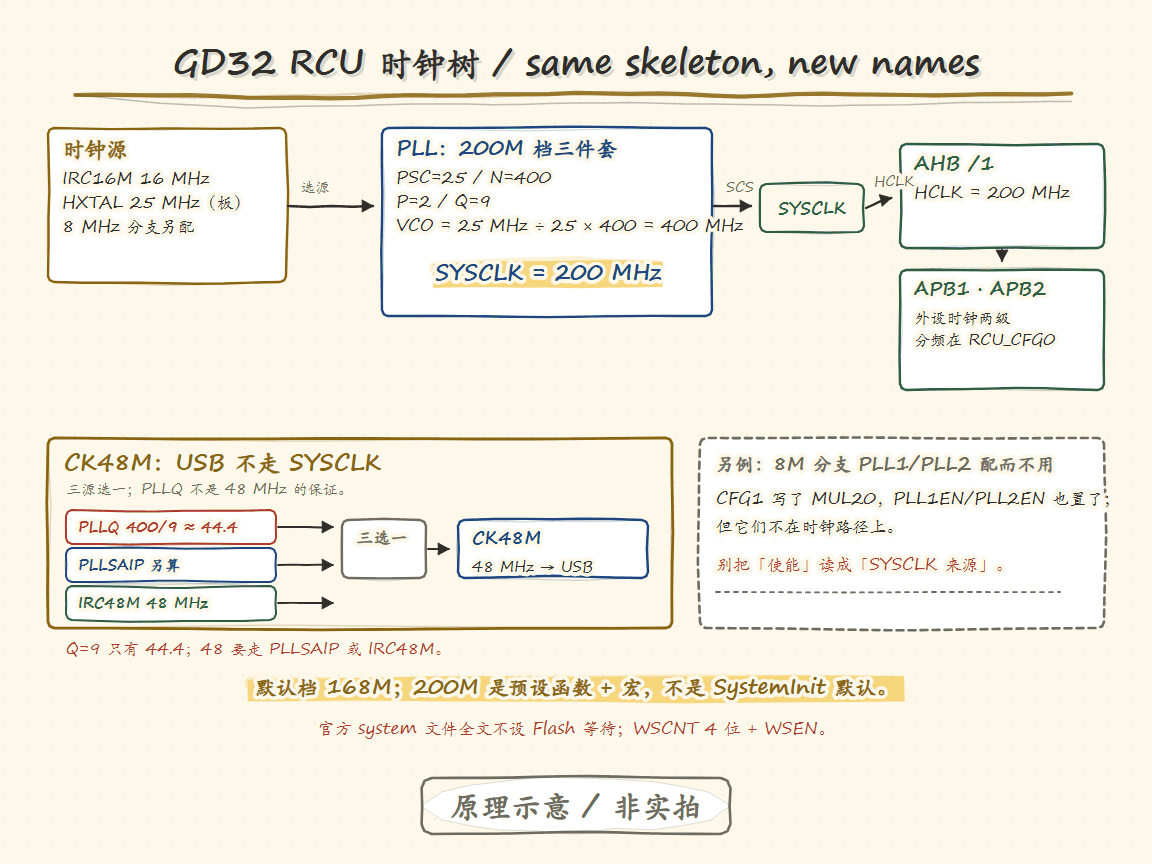 GD32 RCU 时钟树 / same skeleton, new names
时钟源
IRC16M 16 MHz
HXTAL 25 MHz（板）
8 MHz 分支另配
选源
PLL：200M 档三件套
PSC=25 / N=400
P=2 / Q=9
VCO = 25 MHz ÷ 25 × 400 = 400 MHz
SYSCLK = 200 MHz
SCS
SYSCLK
HCLK
AHB /1
HCLK = 200 MHz
APB1 · APB2
外设时钟两级
分频在 RCU_CFG0
CK48M：USB 不走 SYSCLK
三源选一；PLLQ 不是 48 MHz 的保证。
PLLQ 400/9 ≈ 44.4
PLLSAIP 另算
IRC48M 48 MHz
三选一
CK48M
48 MHz → USB
Q=9 只有 44.4；48 要走 PLLSAIP 或 IRC48M。
另例：8M 分支 PLL1/PLL2 配而不用
CFG1 写了 MUL20，PLL1EN/PLL2EN 也置了；
但它们不在时钟路径上。
别把「使能」读成「SYSCLK 来源」。
默认档 168M；200M 是预设函数 + 宏，不是 SystemInit 默认。
官方 system 文件全文不设 Flash 等待；WSCNT 4 位 + WSEN。
原理示意 / 非实拍